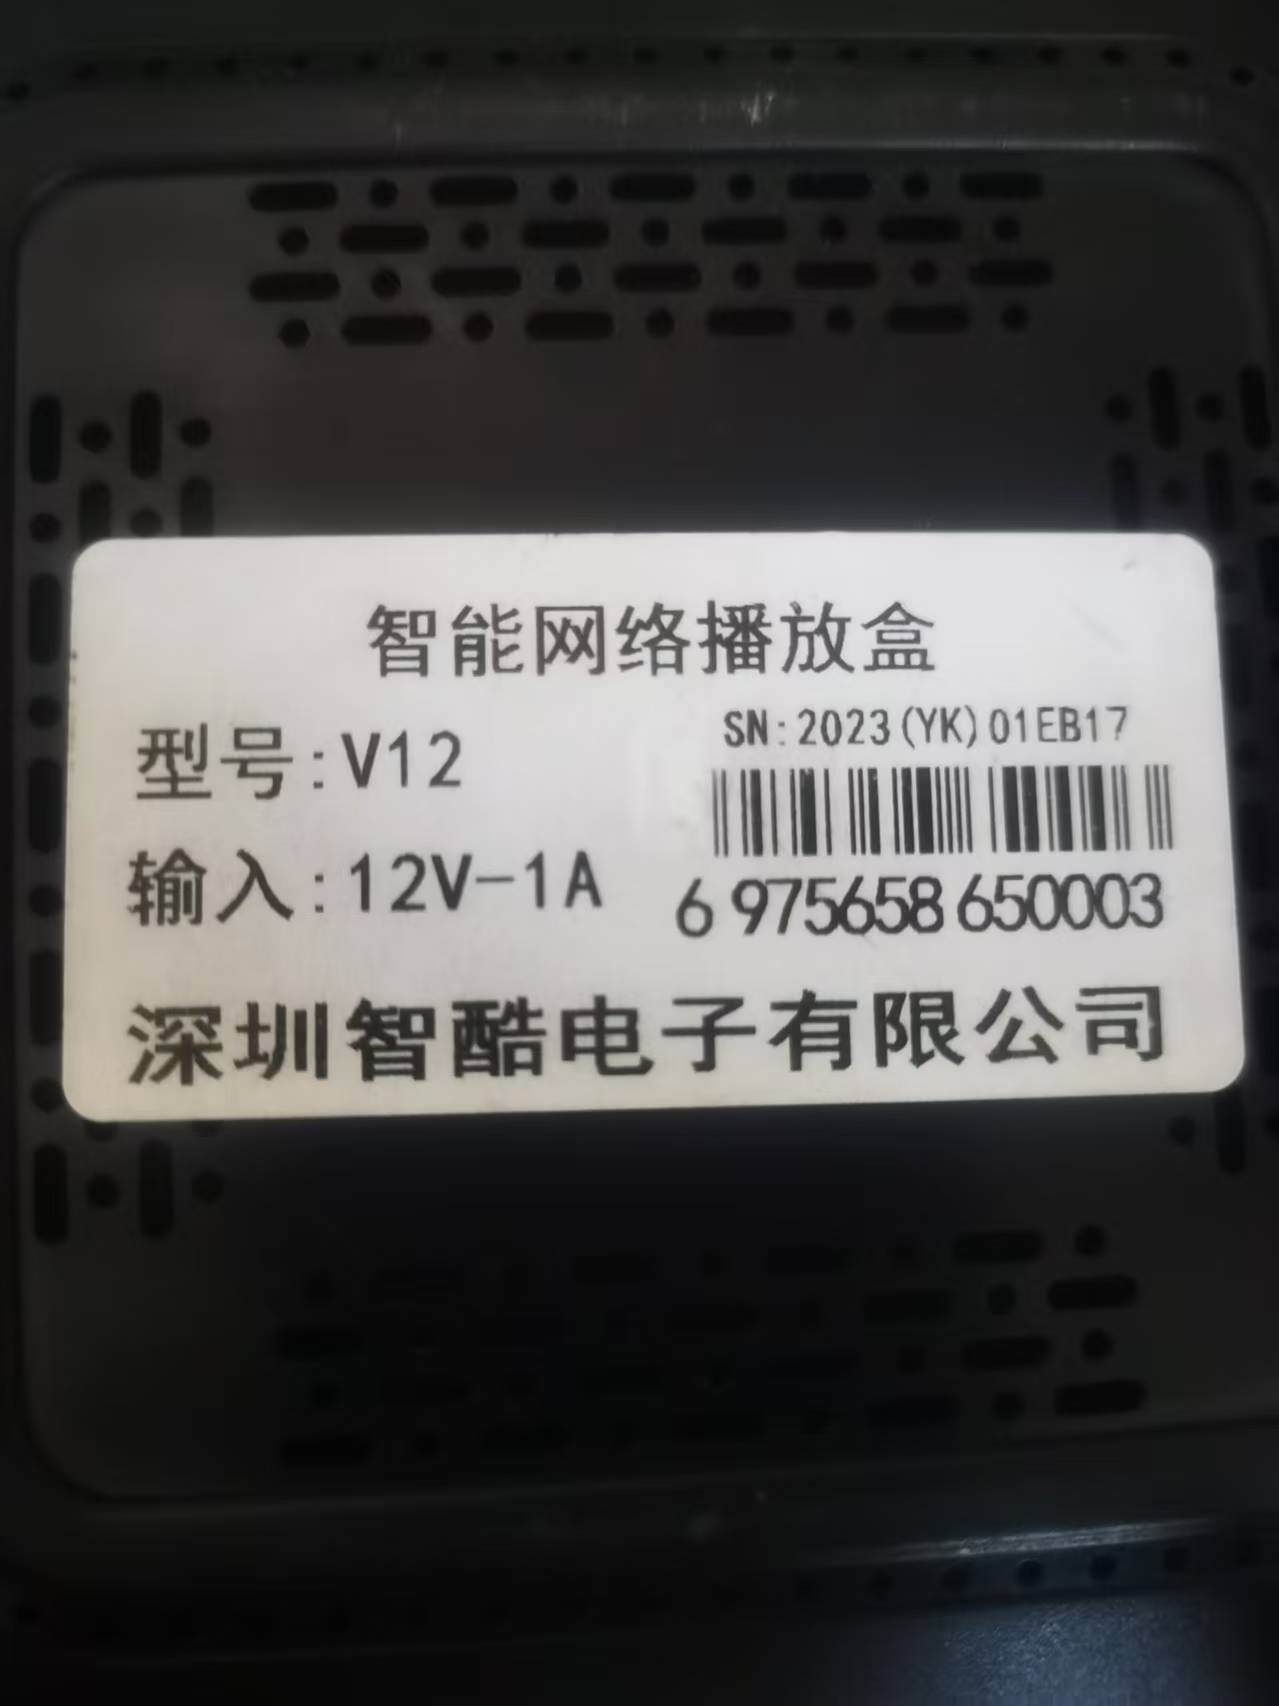 智能网络播放盒
型号:V12
SN:2023(YK)01EB17
输入:12V-1A
6 975658 650003
深圳智酷电子有限公司